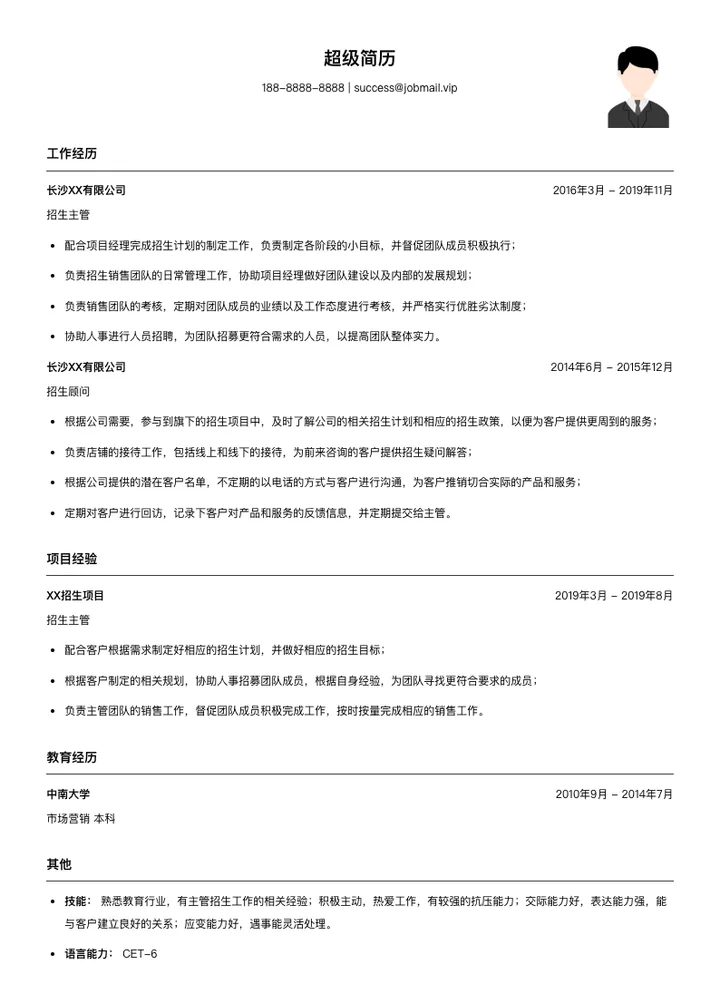 超级简历
188-8888-8888 | success@jobmail.vip
工作经历
长沙XX有限公司 2016年3月 - 2019年11月
招生主管
• 配合项目经理完成招生计划的制定工作，负责制定各阶段的小目标，并督促团队成员积极执行；
• 负责招生销售团队的日常管理工作，协助项目经理做好团队建设以及内部的发展规划；
• 负责销售团队的考核，定期对团队成员的业绩以及工作态度进行考核，并严格实行优胜劣汰制度；
• 协助人事进行人员招聘，为团队招募更符合需求的人员，以提高团队整体实力。
长沙XX有限公司 2014年6月 - 2015年12月
招生顾问
• 根据公司需要，参与到旗下的招生项目中，及时了解公司的相关招生计划和相应的招生政策，以便为客户提供更周到的服务；
• 负责店铺的接待工作，包括线上和线下的接待，为前来咨询的客户提供招生疑问解答；
• 根据公司提供的潜在客户名单，不定期的以电话的方式与客户进行沟通，为客户推销切合实际的产品和服务；
• 定期对客户进行回访，记录下客户对产品和服务的反馈信息，并定期提交给主管。
项目经验
XX招生项目 2019年3月 - 2019年8月
招生主管
• 配合客户根据需求制定好相应的招生计划，并做好相应的招生目标；
• 根据客户制定的相关规划，协助人事招募团队成员，根据自身经验，为团队寻找更符合要求的成员；
• 负责主管团队的销售工作，督促团队成员积极完成工作，按时按量完成相应的销售工作。
教育经历
中南大学 2010年9月 - 2014年7月
市场营销 本科
其他
• 技能： 熟悉教育行业，有主管招生工作的相关经验；积极主动，热爱工作，有较强的抗压能力；交际能力好，表达能力强，能
与客户建立良好的关系；应变能力好，遇事能灵活处理。
• 语言能力： CET-6